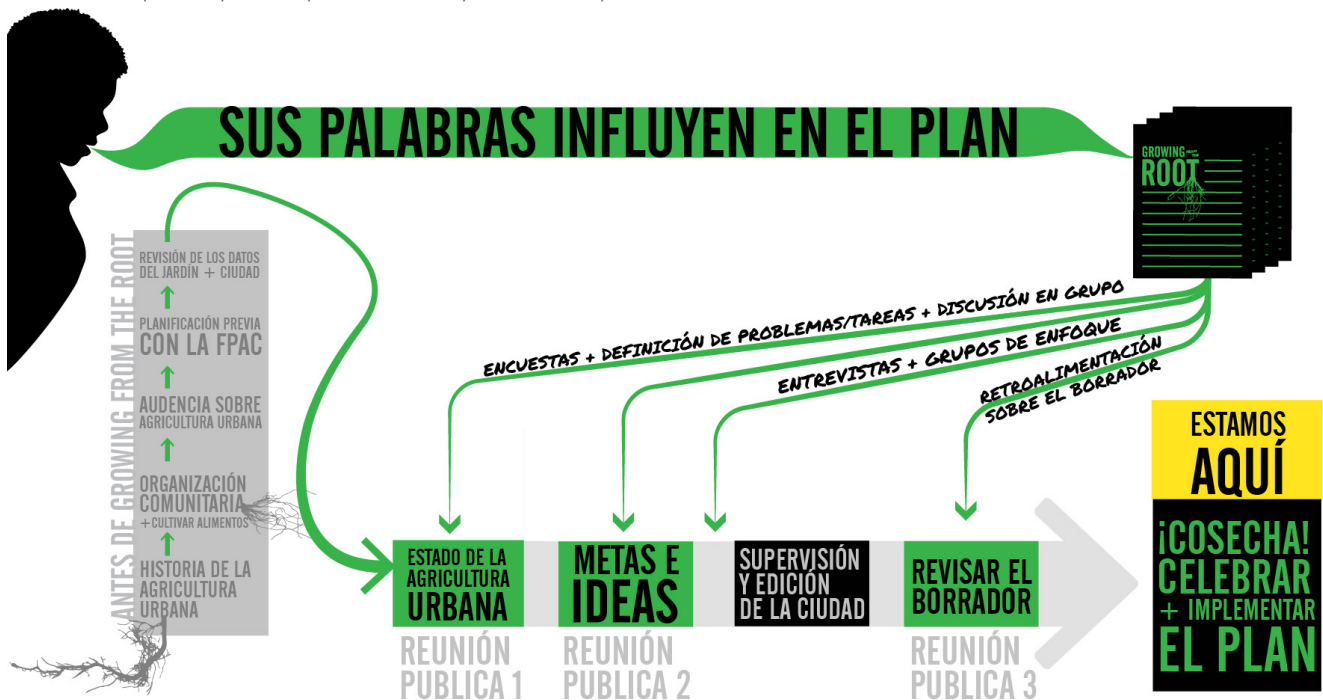 SUS PALABRAS INFLUYEN EN EL PLAN
GROWING
ROOT
ANTES DE GROWING FROM THE ROOT
REVISIÓN DE LOS DATOS
DEL JARDÍN + CIUDAD
PLANIFICACIÓN PREVIA
CON LA FPAC
AUDENCIA SOBRE
AGRICULTURA URBANA
ORGANIZACIÓN
COMUNITARIA
+ CULTIVAR ALIMENTOS
HISTORIA DE LA
AGRICULTURA
URBANA
ENCUESTAS + DEFINICIÓN DE PROBLEMAS/TAREAS + DISCUSIÓN EN GRUPO
ENTREVISTAS + GRUPOS DE ENFOQUE
RETROALIMENTACIÓN
SOBRE EL BORRADOR
ESTADO DE LA
AGRICULTURA
URBANA
REUNIÓN
PUBLICA 1
METAS E
IDEAS
REUNIÓN
PUBLICA 2
SUPERVISIÓN
Y EDICIÓN
DE LA CIUDAD
REVISAR EL
BORRADOR
REUNIÓN
PUBLICA 3
ESTAMOS
AQUÍ
¡COSECHA!
CELEBRAR
+ IMPLEMENTAR
EL PLAN